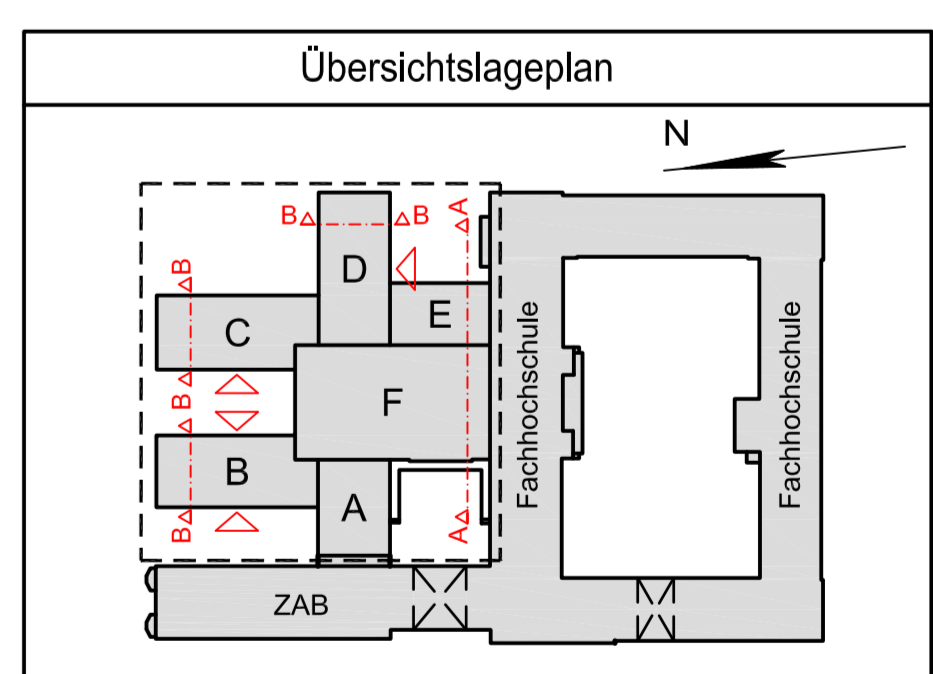 Übersichtslageplan
N
B B A
D
B
C
E
Fachhochschule
Fachhochschule
F
B
B
B
A
B
A
ZAB